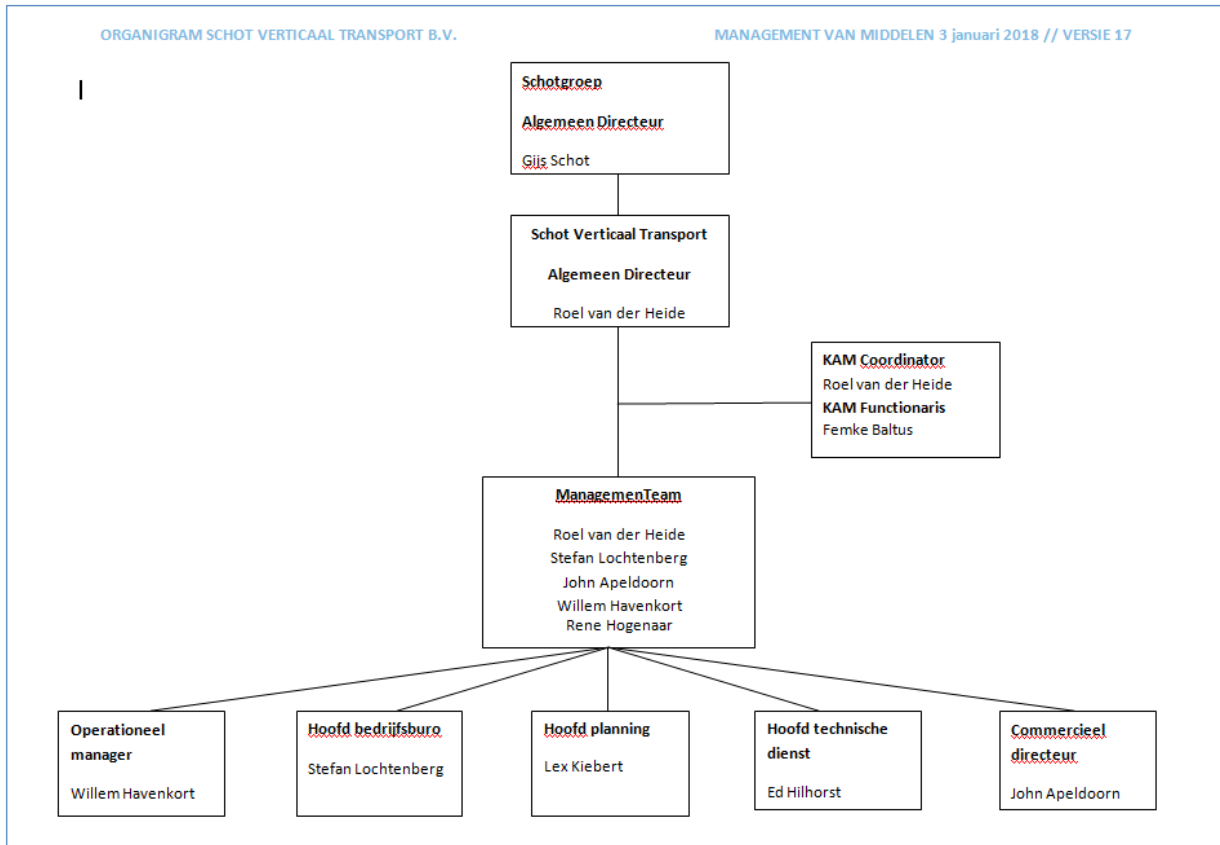 ORGANIGRAM SCHOT VERTICAAL TRANSPORT B.V.
MANAGEMENT VAN MIDDELEN 3 januari 2018 // VERSIE 17
Schotgroep
Algemeen Directeur
Gijs Schot
Schot Verticaal Transport
Algemeen Directeur
Roel van der Heide
KAM Coordinator
Roel van der Heide
KAM Functionaris
Femke Baltus
ManagemenTeam
Roel van der Heide
Stefan Lochtenberg
John Apeldoorn
Willem Havenkort
Rene Hogenaar
Operationeel
manager
Willem Havenkort
Hoofd bedrijfsburo
Stefan Lochtenberg
Hoofd planning
Lex Kiebert
Hoofd technische
dienst
Ed Hilhorst
Commercieel
directeur
John Apeldoorn